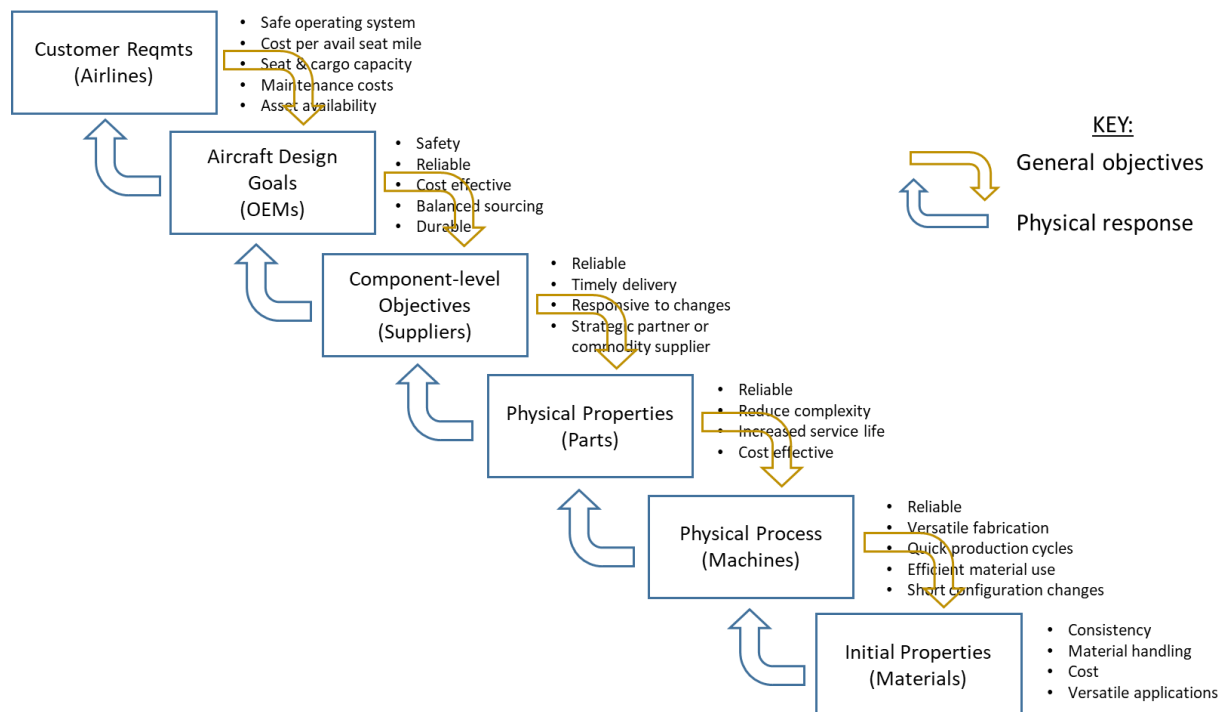 Customer Reqmts
(Airlines)
• Safe operating system
• Cost per avail seat mile
• Seat & cargo capacity
• Maintenance costs
• Asset availability
Aircraft Design
Goals
(OEMs)
• Safety
• Reliable
• Cost effective
• Balanced sourcing
• Durable
KEY:
General objectives
Physical response
Component-level
Objectives
(Suppliers)
• Reliable
• Timely delivery
• Responsive to changes
• Strategic partner or
commodity supplier
Physical Properties
(Parts)
• Reliable
• Reduce complexity
• Increased service life
• Cost effective
Physical Process
(Machines)
• Reliable
• Versatile fabrication
• Quick production cycles
• Efficient material use
• Short configuration changes
Initial Properties
(Materials)
• Consistency
• Material handling
• Cost
• Versatile applications